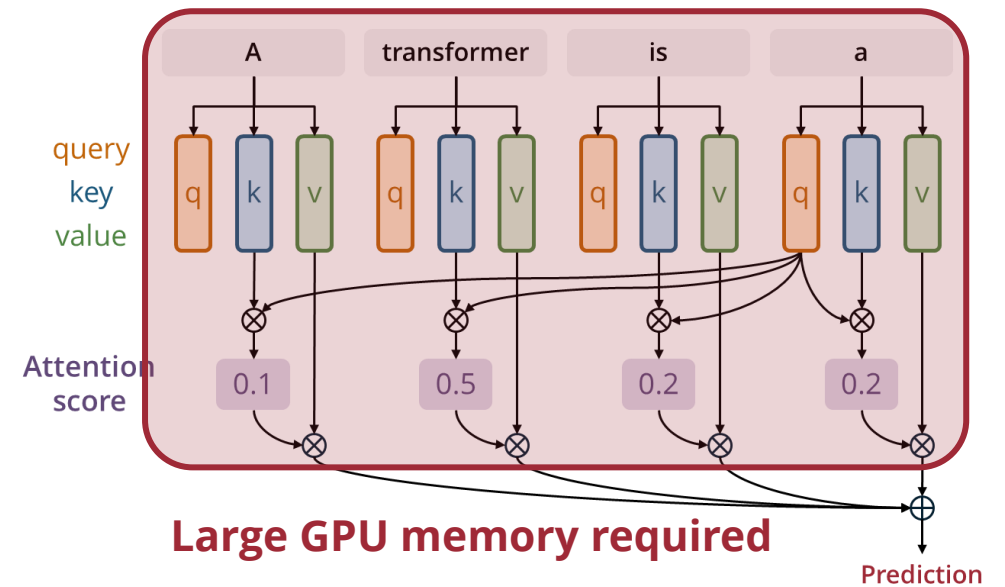 A transformer is a
query
key
value
q k v q k v q k v q k v
Attention
score
0.1 0.5 0.2 0.2
Large GPU memory required
Prediction